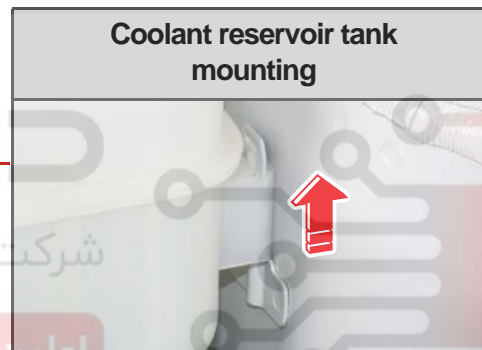 Coolant reservoir tank
mounting
شرکت